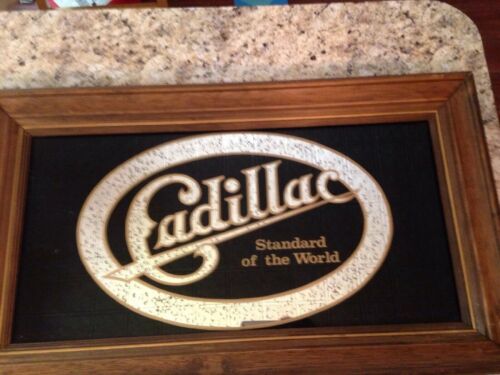 Cadillac
Standard
of the World